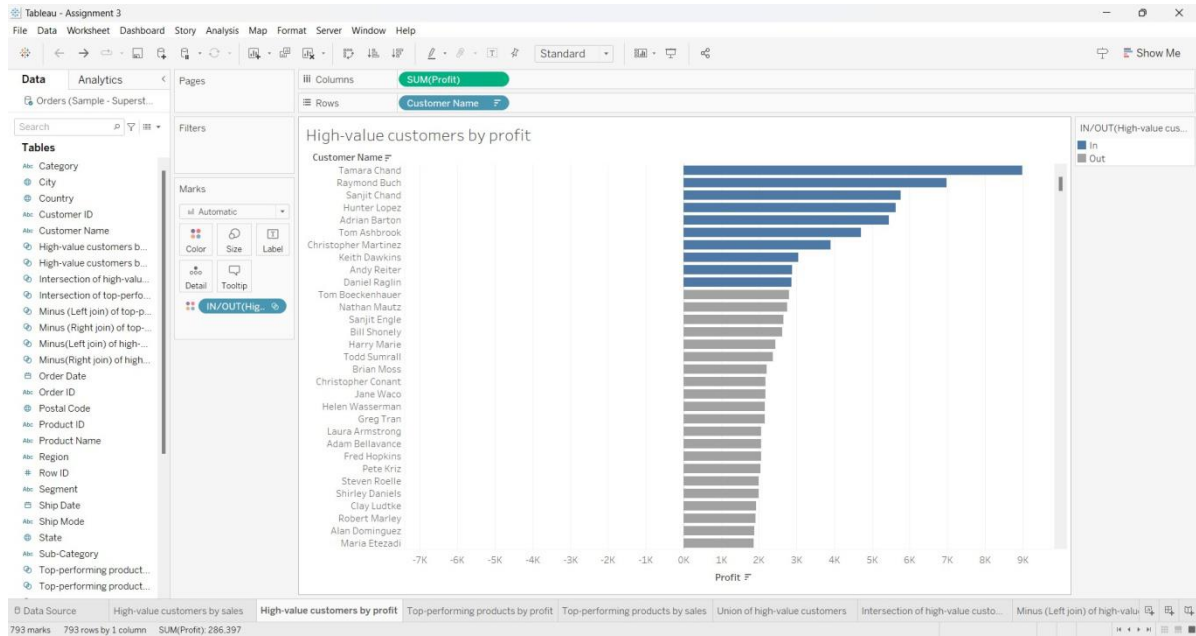 Tableau - Assignment 3
File Data Worksheet Dashboard Story Analysis Map Format Server Window Help
Standard
Show Me
Data
Analytics
Orders (Sample - Superst...
Search
Tables
Abc Category
City
Country
Abc Customer ID
Abc Customer Name
High-value customers b...
High-value customers b...
Intersection of high-valu...
Intersection of top-perfo...
Minus (Left join) of top-p...
Minus (Right join) of top-...
Minus(Left join) of high-...
Minus(Right join) of high...
Order Date
Abc Order ID
Postal Code
Abc Product ID
Abc Product Name
Abc Region
# Row ID
Abc Segment
Ship Date
Abc Ship Mode
State
Abc Sub-Category
Top-performing product...
Top-performing product...
Pages
Filters
Marks
Automatic
Color Size Label
Detail Tooltip
IN/OUT(Hig..
Columns
SUM(Profit)
Rows
Customer Name
High-value customers by profit
Customer Name
Tamara Chand
Raymond Buch
Sanjit Chand
Hunter Lopez
Adrian Barton
Tom Ashbrook
Christopher Martinez
Keith Dawkins
Andy Reiter
Daniel Raglin
Tom Boeckenhauer
Nathan Mautz
Sanjit Engle
Bill Shonely
Harry Marie
Todd Sumrall
Brian Moss
Christopher Conant
Jane Waco
Helen Wasserman
Greg Tran
Laura Armstrong
Adam Bellavance
Fred Hopkins
Pete Kriz
Steven Roelle
Shirley Daniels
Clay Ludtke
Robert Marley
Alan Dominguez
Maria Etezadi
-7K -6K -5K -4K -3K -2K -1K 0K 1K 2K 3K 4K 5K 6K 7K 8K 9K
Profit
IN/OUT(High-value cus...
In
Out
Data Source
High-value customers by sales
High-value customers by profit
Top-performing products by profit
Top-performing products by sales
Union of high-value customers
Intersection of high-value custo...
Minus (Left join) of high-valu
793 marks 793 rows by 1 column SUM(Profit): 286,397